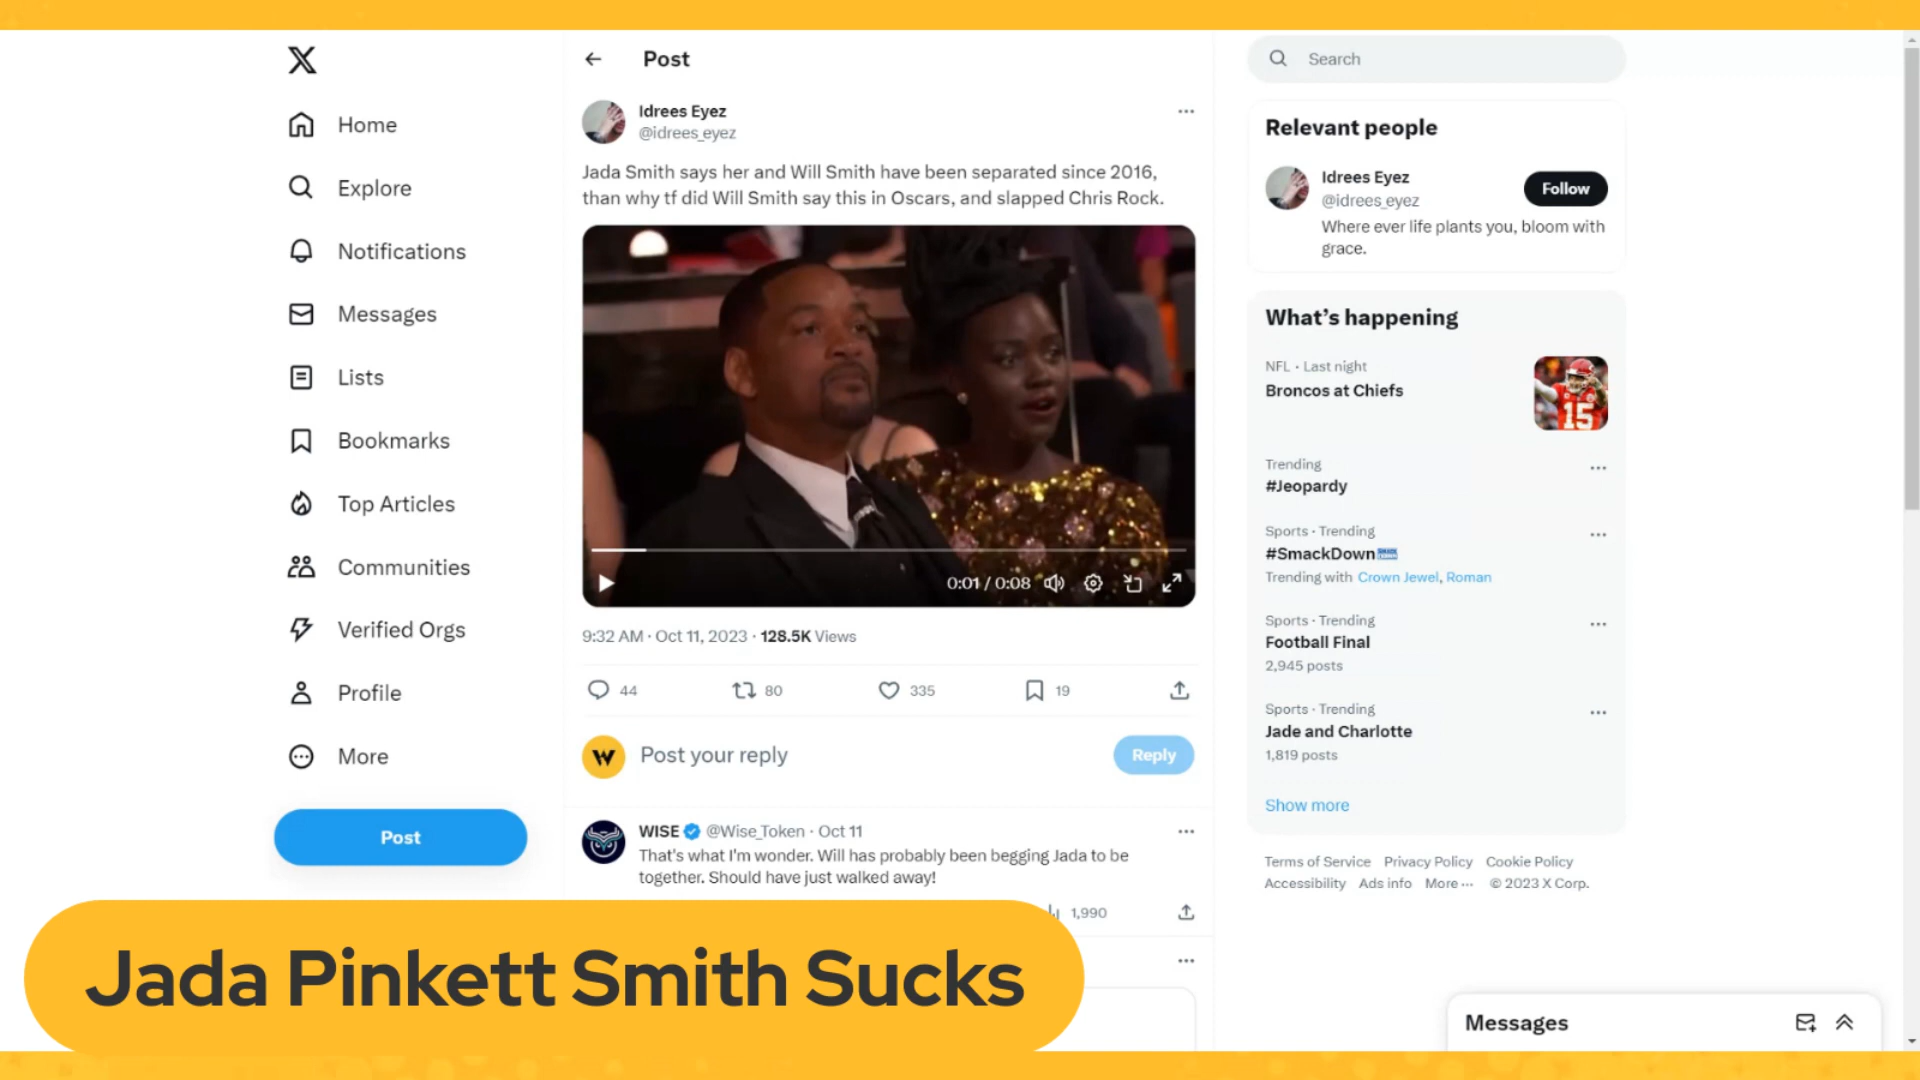 X
Home
Explore
Notifications
Messages
Lists
Bookmarks
Top Articles
Communities
Verified Orgs
Profile
More
Post
Post
Idrees Eyez
@idrees_eyez
Jada Smith says her and Will Smith have been separated since 2016,
than why tf did Will Smith say this in Oscars, and slapped Chris Rock.
0:01 / 0:08
9:32 AM · Oct 11, 2023 · 128.5K Views
44
80
335
19
W
Post your reply
Reply
WISE @Wise_Token · Oct 11
That's what I'm wonder. Will has probably been begging Jada to be
together. Should have just walked away!
1,990
Search
Relevant people
Idrees Eyez
@idrees_eyez
Follow
Where ever life plants you, bloom with
grace.
What's happening
NFL · Last night
Broncos at Chiefs
15
Trending
#Jeopardy
Sports · Trending
#SmackDown
Trending with Crown Jewel, Roman
Sports · Trending
Football Final
2,945 posts
Sports · Trending
Jade and Charlotte
1,819 posts
Show more
Terms of Service Privacy Policy Cookie Policy
Accessibility Ads info More ··· © 2023 X Corp.
Messages
Jada Pinkett Smith Sucks